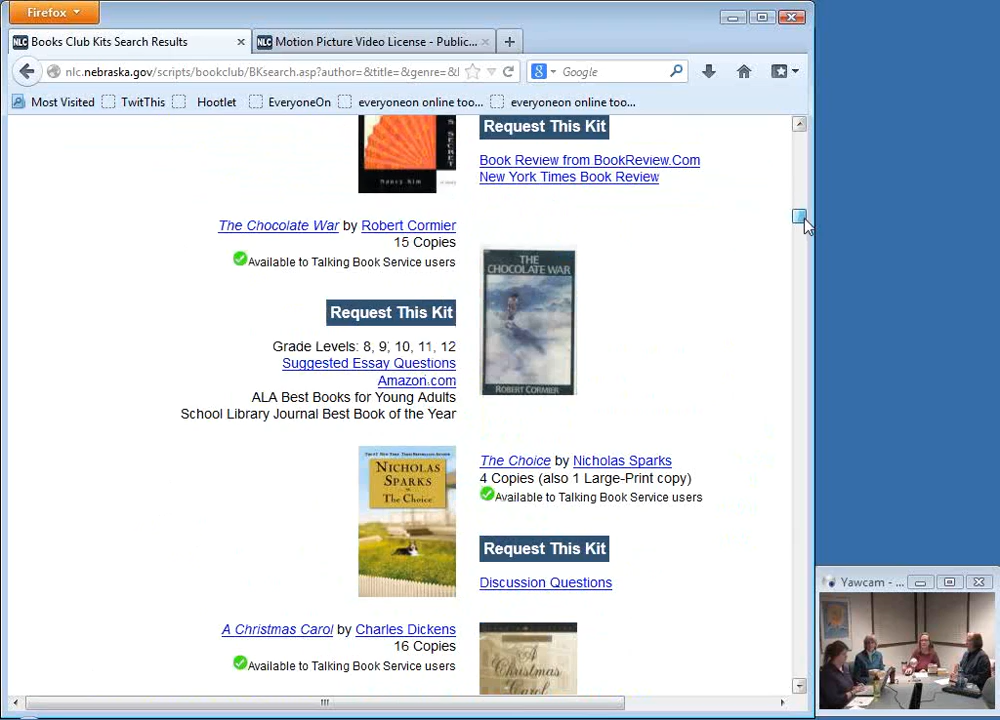 Firefox
NLC Books Club Kits Search Results
NLC Motion Picture Video License - Public...
nlc.nebraska.gov/scripts/bookclub/BKsearch.asp?author=&title=&genre=&l
Google
Most Visited TwitThis Hootlet EveryoneOn everyoneon online too... everyoneon online too...
Request This Kit
Book Review from BookReview.Com
New York Times Book Review
The Chocolate War by Robert Cormier
15 Copies
Available to Talking Book Service users
THE
CHOCOLATE WAR
ROBERT CORMIER
Request This Kit
Grade Levels: 8, 9, 10, 11, 12
Suggested Essay Questions
Amazon.com
ALA Best Books for Young Adults
School Library Journal Best Book of the Year
NICHOLAS
SPARKS
The Choice
The Choice by Nicholas Sparks
4 Copies (also 1 Large-Print copy)
Available to Talking Book Service users
Request This Kit
Discussion Questions
A Christmas Carol by Charles Dickens
16 Copies
Available to Talking Book Service users
A
Christmas
Carol
Yawcam - ...